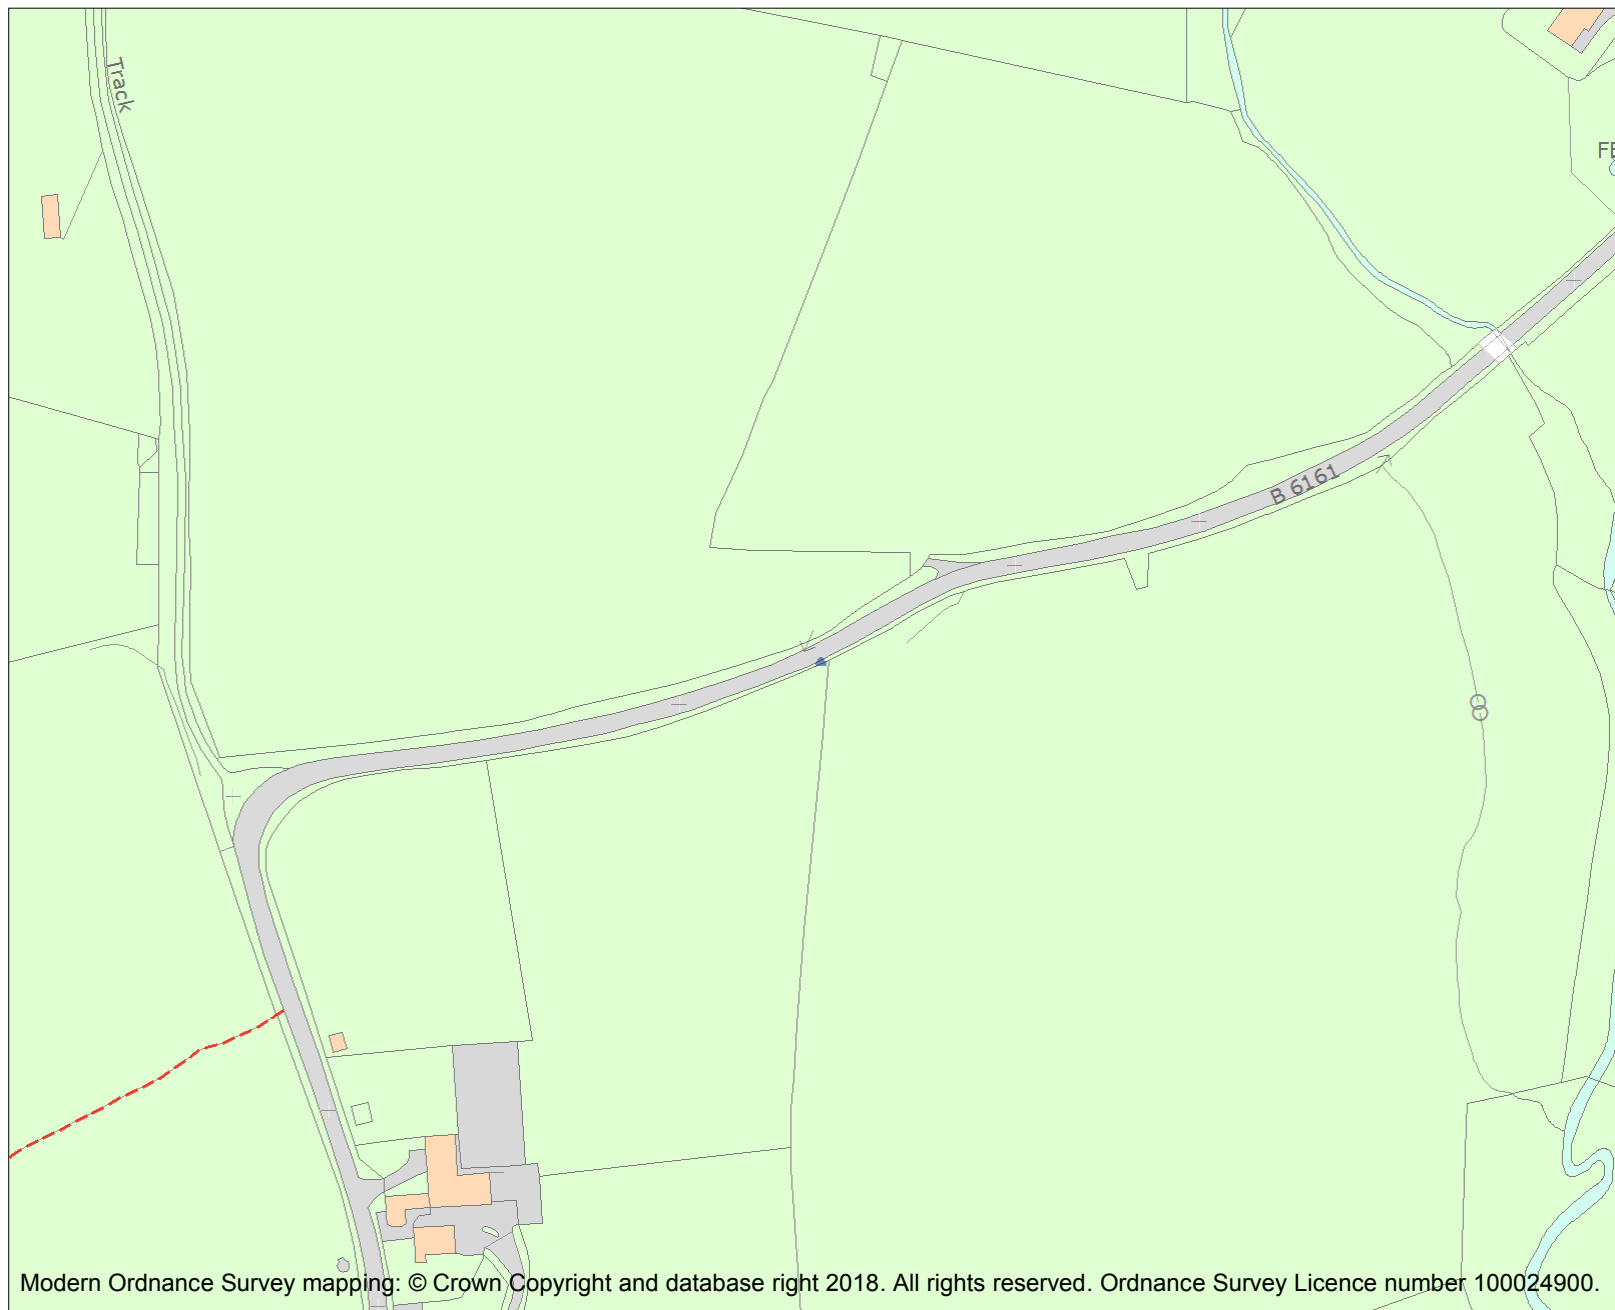 Track
FE
B 6161
Modern Ordnance Survey mapping: © Crown Copyright and database right 2018. All rights reserved. Ordnance Survey Licence number 100024900.